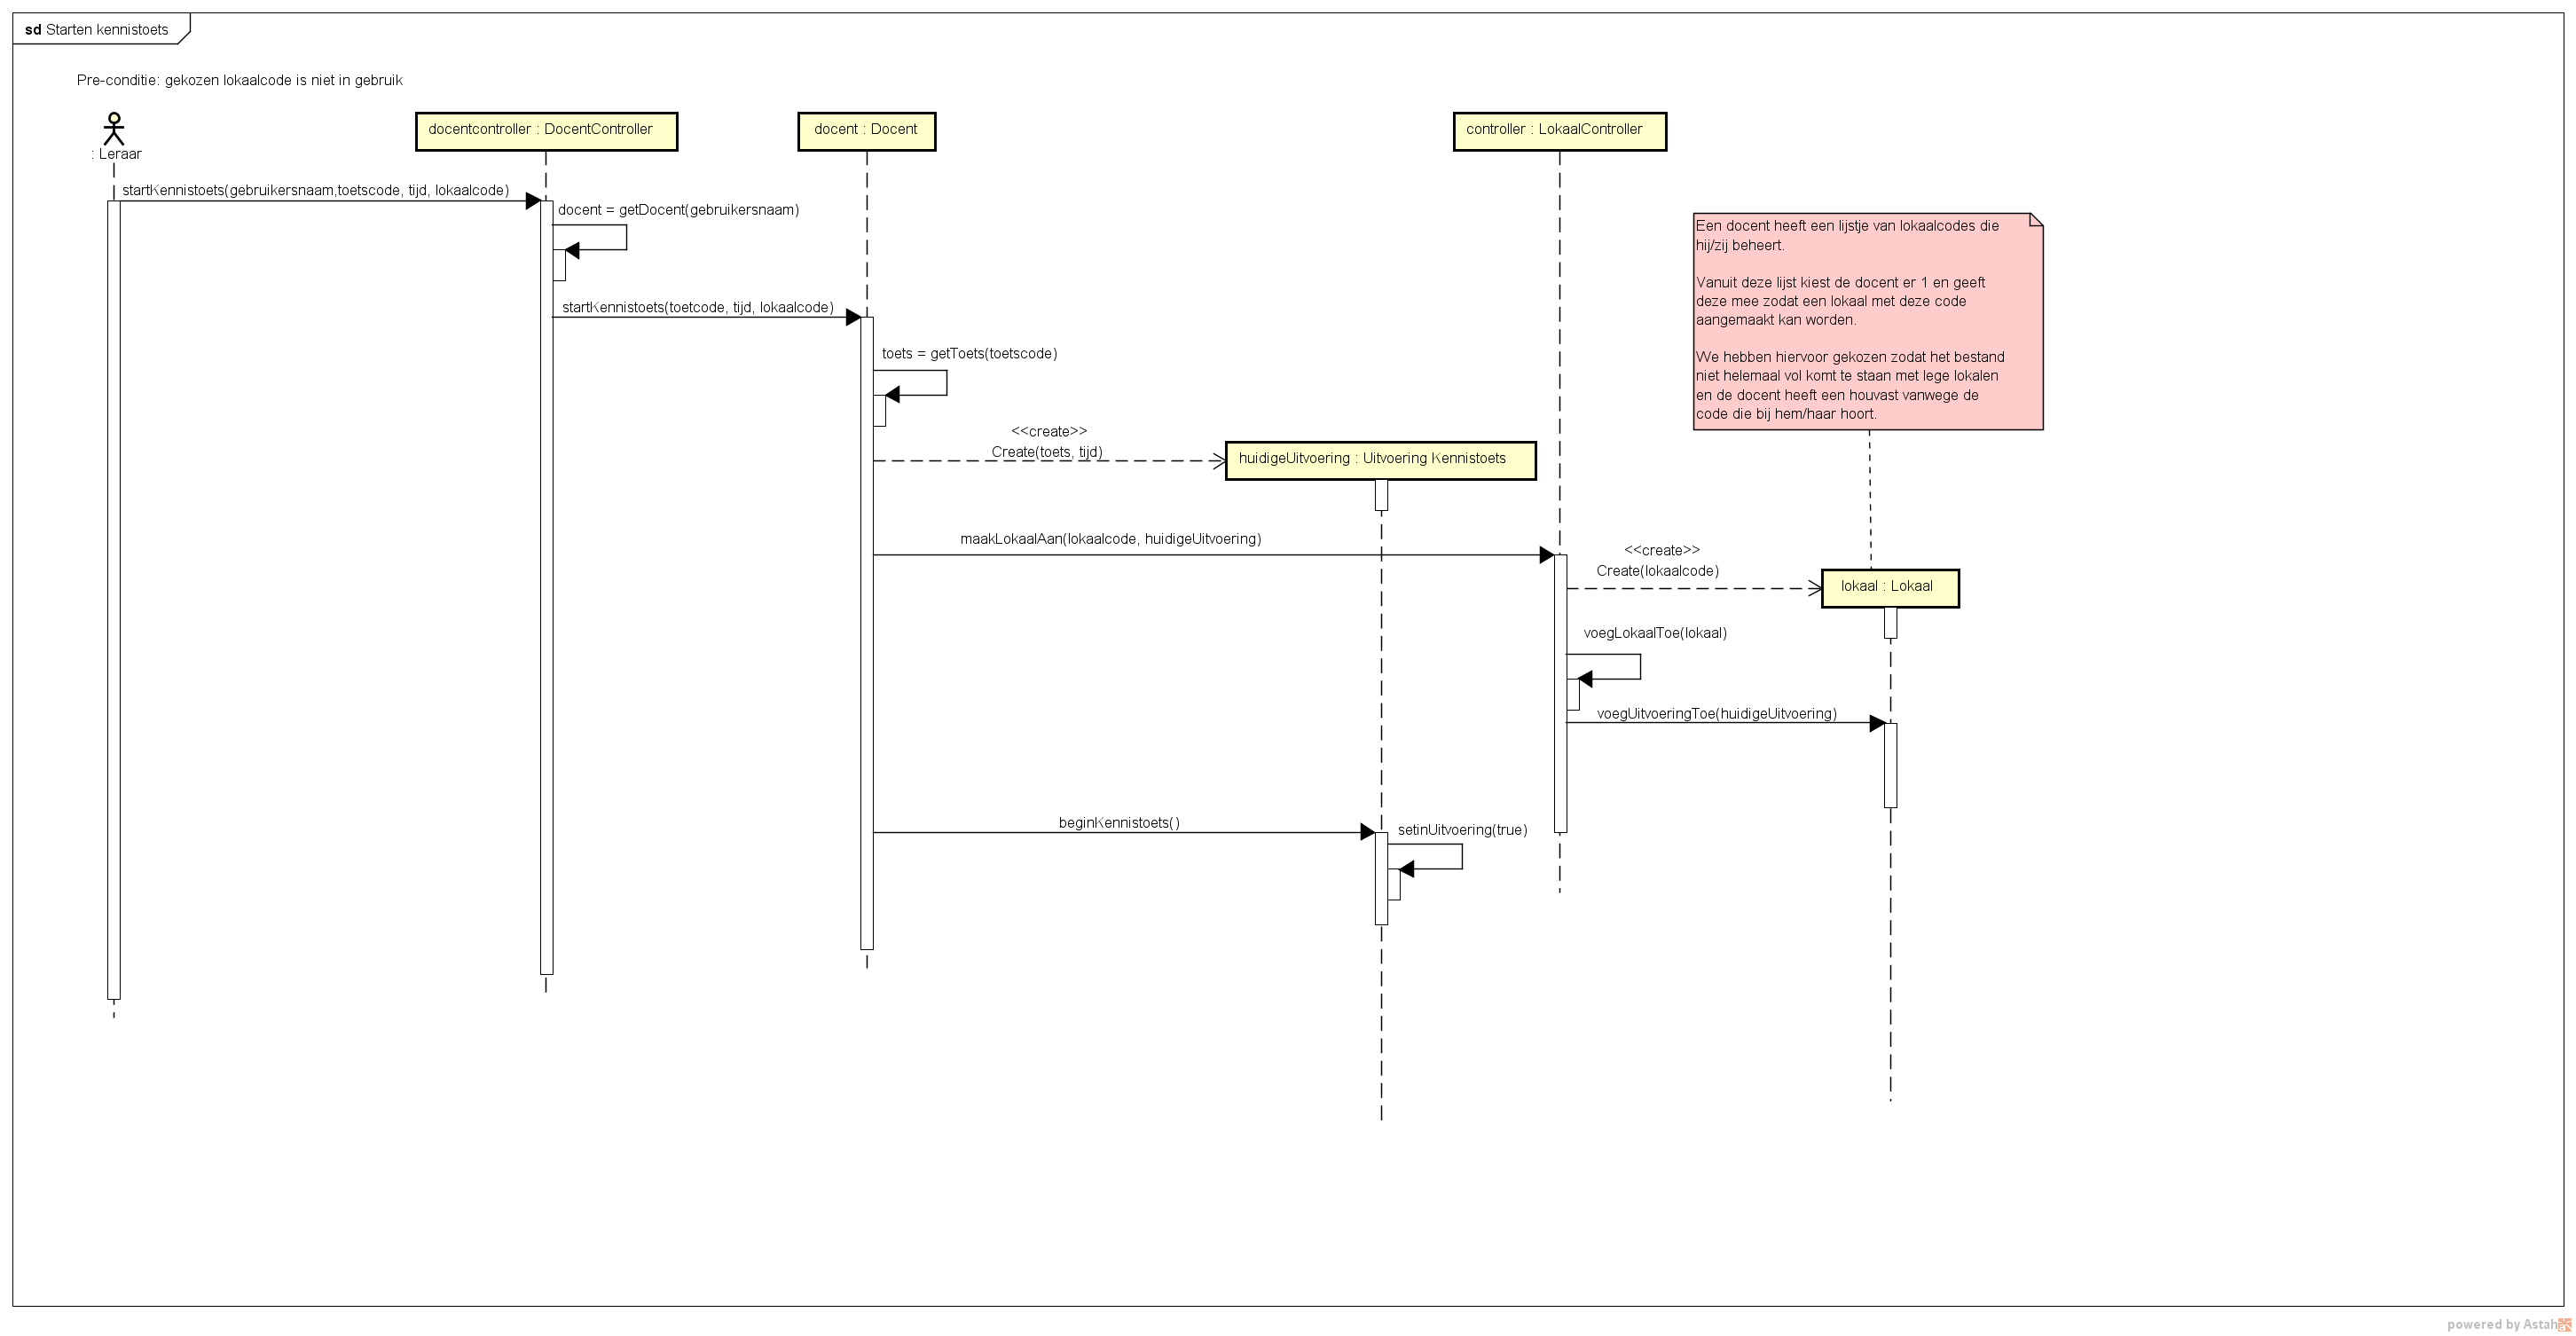 sd Starten kennistoets
Pre-conditie: gekozen lokaalcode is niet in gebruik
: Leraar
docentcontroller : DocentController
docent : Docent
controller : LokaalController
startKennistoets(gebruikersnaam,toetscode, tijd, lokaalcode)
docent = getDocent(gebruikersnaam)
Een docent heeft een lijstje van lokaalcodes die
hij/zij beheert.
Vanuit deze lijst kiest de docent er 1 en geeft
deze mee zodat een lokaal met deze code
aangemaakt kan worden.
We hebben hiervoor gekozen zodat het bestand
niet helemaal vol komt te staan met lege lokalen
en de docent heeft een houvast vanwege de
code die bij hem/haar hoort.
startKennistoets(toetcode, tijd, lokaalcode)
toets = getToets(toetscode)
<<create>>
Create(toets, tijd)
huidigeUitvoering : Uitvoering Kennistoets
maakLokaalAan(lokaalcode, huidigeUitvoering)
<<create>>
Create(lokaalcode)
lokaal : Lokaal
voegLokaalToe(lokaal)
voegUitvoeringToe(huidigeUitvoering)
beginKennistoets()
setinUitvoering(true)
powered by Astah